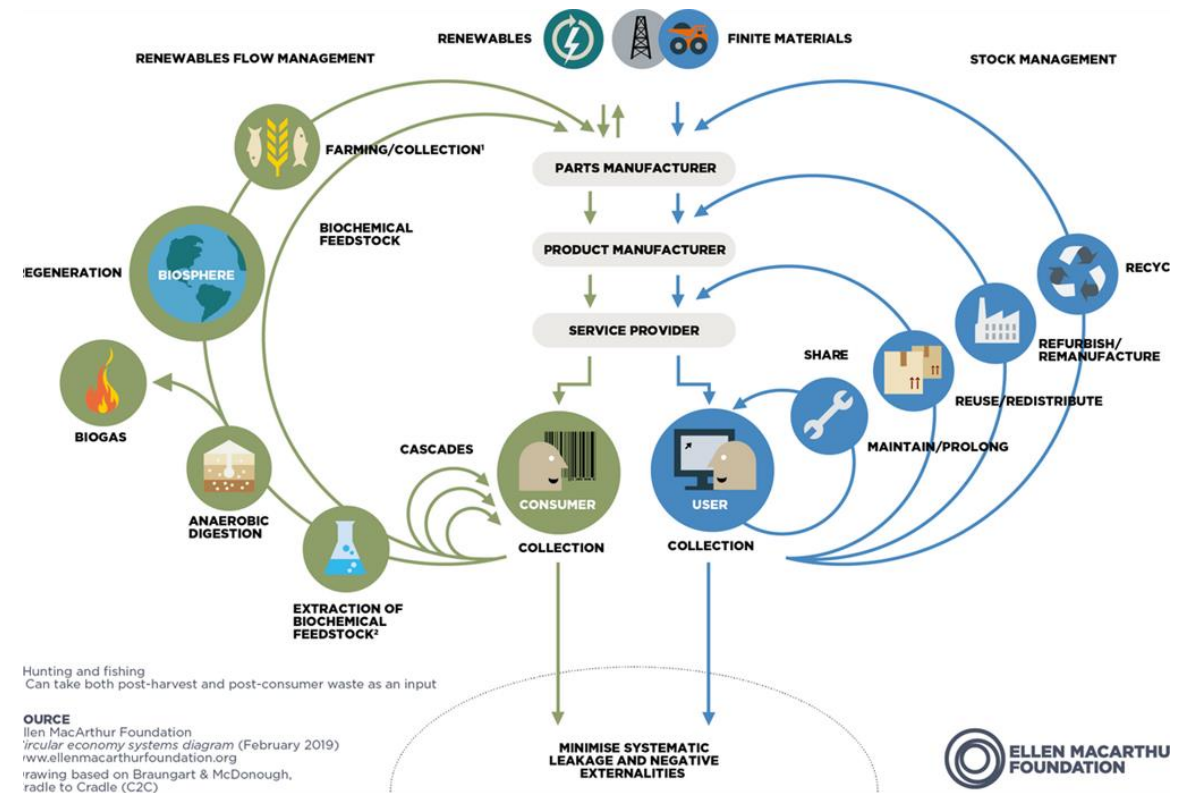 RENEWABLES
FINITE MATERIALS
RENEWABLES FLOW MANAGEMENT
STOCK MANAGEMENT
FARMING/COLLECTION¹
PARTS MANUFACTURER
BIOCHEMICAL
FEEDSTOCK
PRODUCT MANUFACTURER
EGENERATION
BIOSPHERE
RECYC
SERVICE PROVIDER
SHARE
REFURBISH/
REMANUFACTURE
REUSE/REDISTRIBUTE
BIOGAS
CASCADES
MAINTAIN/PROLONG
CONSUMER
USER
ANAEROBIC
DIGESTION
COLLECTION
COLLECTION
EXTRACTION OF
BIOCHEMICAL
FEEDSTOCK²
Hunting and fishing
Can take both post-harvest and post-consumer waste as an input
OURCE
llen MacArthur Foundation
ircular economy systems diagram (February 2019)
www.ellenmacarthurfoundation.org
rawing based on Braungart & McDonough,
radle to Cradle (C2C)
MINIMISE SYSTEMATIC
LEAKAGE AND NEGATIVE
EXTERNALITIES
ELLEN MACARTHU
FOUNDATION